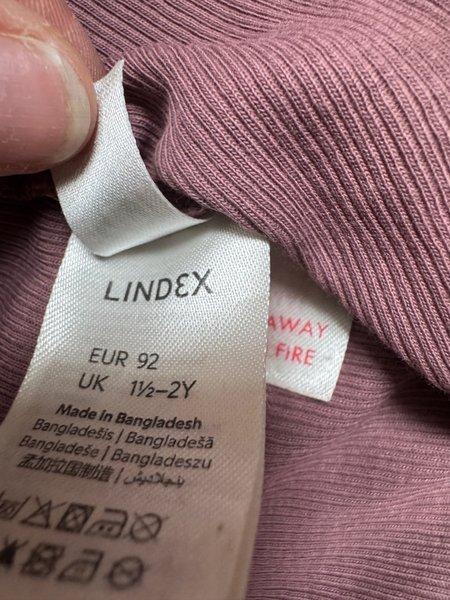 LINDEX
AWAY
FIRE
EUR 92
UK 1½–2Y
Made in Bangladesh
Bangladešis | Bangladešā
Bangladeše | Bangladeszu
孟加拉国制造 | بنجلاديش